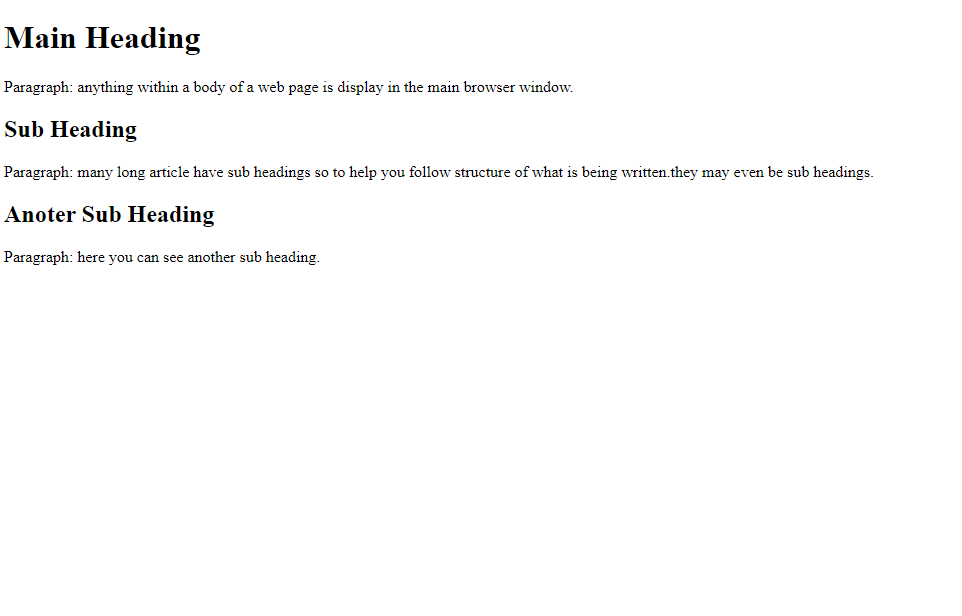 Main Heading
Paragraph: anything within a body of a web page is display in the main browser window.
Sub Heading
Paragraph: many long article have sub headings so to help you follow structure of what is being written.they may even be sub headings.
Anoter Sub Heading
Paragraph: here you can see another sub heading.